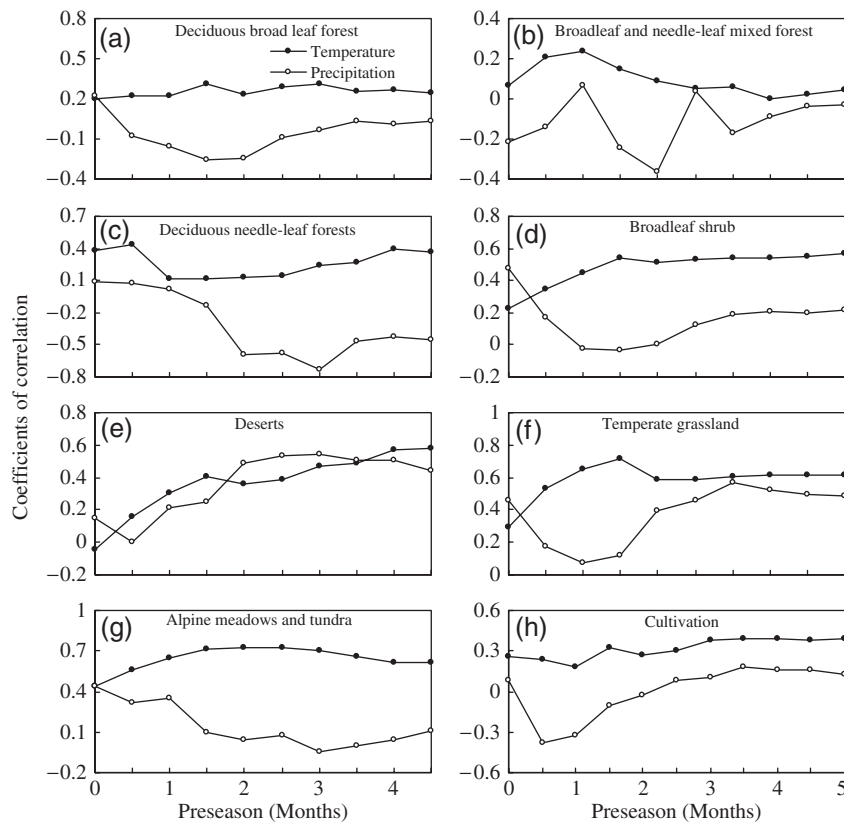 (a)
Deciduous broad leaf forest
Temperature
Precipitation
0.8
0.2
−0.1
−0.4
(b)
Broadleaf and needle-leaf mixed forest
0.4
0.2
0
−0.2
−0.4
(c)
Deciduous needle-leaf forests
0.7
0.4
0.1
−0.2
−0.5
−0.8
(d)
Broadleaf shrub
0.8
0.6
0.4
0.2
0
−0.2
Coefficients of correlation
(e)
Deserts
0.8
0.6
0.4
0.2
0
−0.2
(f)
Temperate grassland
1
0.8
0.6
0.4
0.2
0
(g)
Alpine meadows and tundra
1
0.7
0.4
0.1
−0.2
0 1 2 3 4
Preseason (Months)
(h)
Cultivation
0.6
0.3
0
−0.3
−0.6
0 1 2 3 4 5
Preseason (Months)